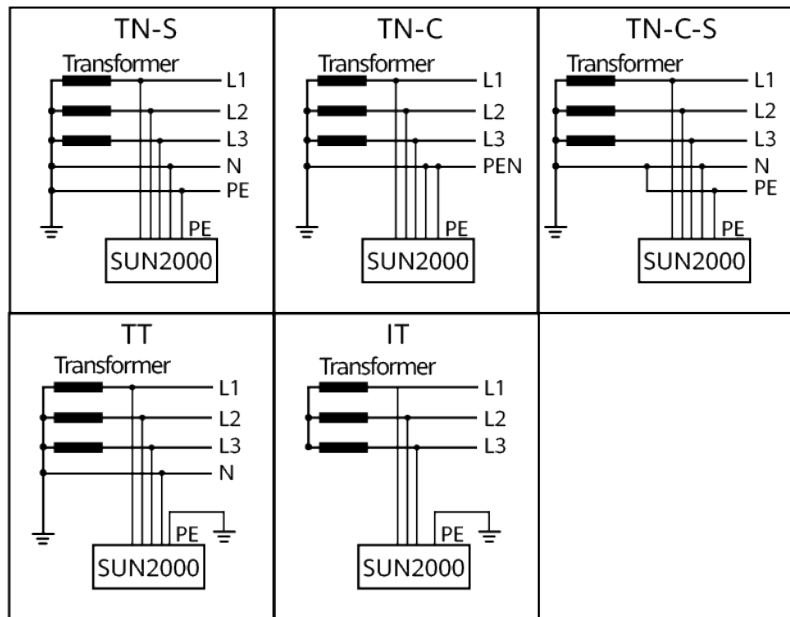 TN-S
Transformer
L1
L2
L3
N
PE
PE
SUN2000
TN-C
Transformer
L1
L2
L3
PEN
PE
SUN2000
TN-C-S
Transformer
L1
L2
L3
N
PE
PE
SUN2000
TT
Transformer
L1
L2
L3
N
PE
SUN2000
IT
Transformer
L1
L2
L3
PE
SUN2000